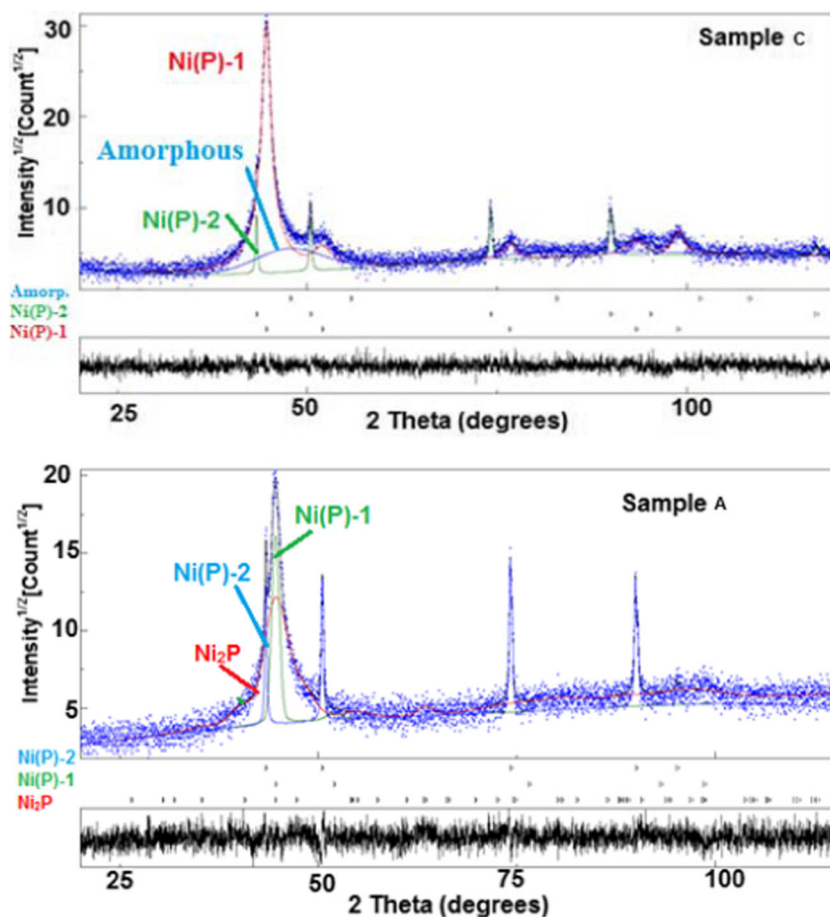 30
Sample C
Ni(P)-1
20
Amorphous
10
Ni(P)-2
Intensity^1/2[Count^1/2]
Amorp.
Ni(P)-2
Ni(P)-1
25 50 100
2 Theta (degrees)
20
Sample A
Ni(P)-1
15
Ni(P)-2
10
Ni₂P
5
Intensity^1/2[Count^1/2]
Ni(P)-2
Ni(P)-1
Ni₂P
25 50 75 100
2 Theta (degrees)